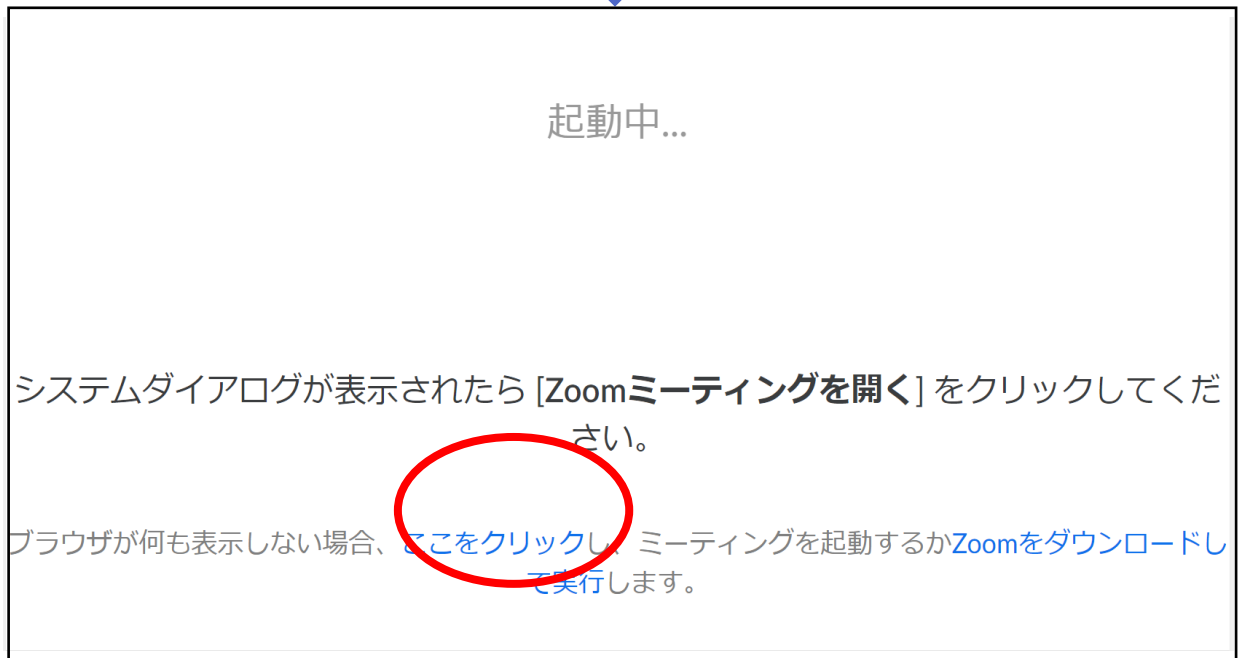 起動中...
システムダイアログが表示されたら [Zoomミーティングを開く] をクリックしてくだ
さい。
ブラウザが何も表示しない場合、ここをクリックし、ミーティングを起動するかZoomをダウンロードし
て実行します。